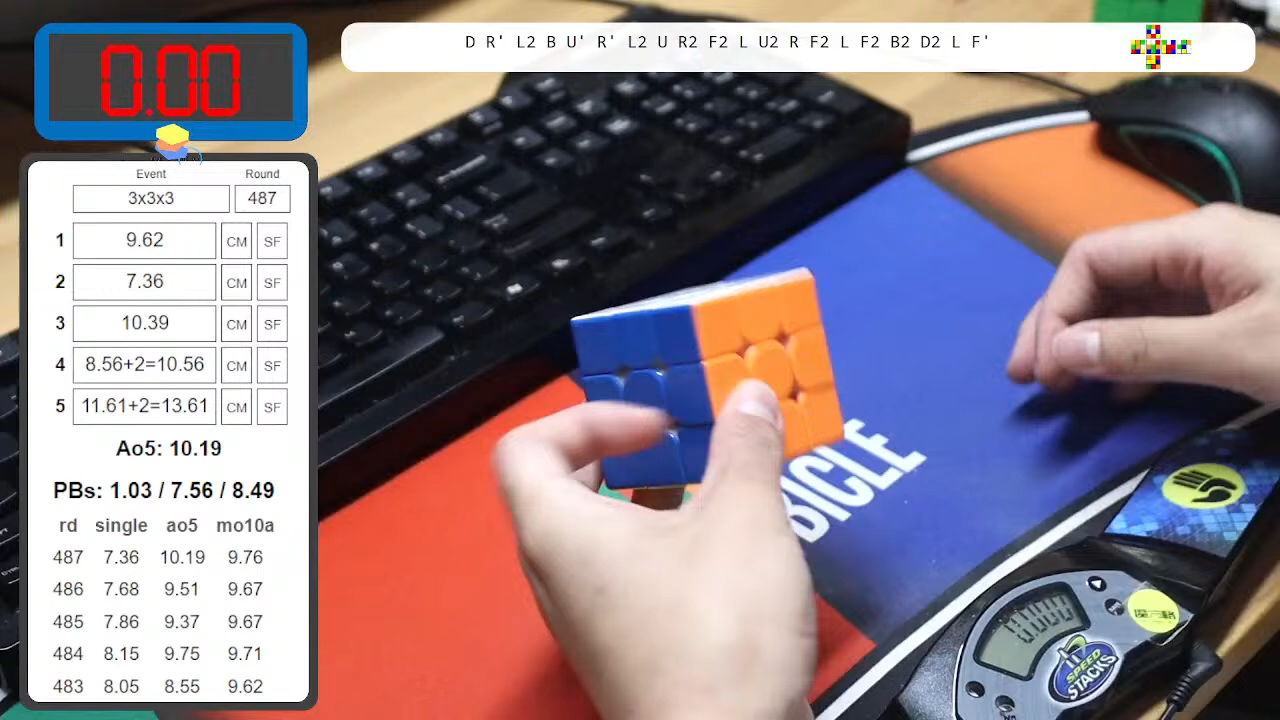 D R' L2 B U' R' L2 U R2 F2 L U2 R F2 L F2 B2 D2 L F'
0.00
Event Round
3x3x3 487
1 9.62 CM SF
2 7.36 CM SF
3 10.39 CM SF
4 8.56+2=10.56 CM SF
5 11.61+2=13.61 CM SF
Ao5: 10.19
PBs: 1.03 / 7.56 / 8.49
rd single ao5 mo10a
487 7.36 10.19 9.76
486 7.68 9.51 9.67
485 7.86 9.37 9.67
484 8.15 9.75 9.71
483 8.05 8.55 9.62
BICLE
0.000
SPEED
STACKS